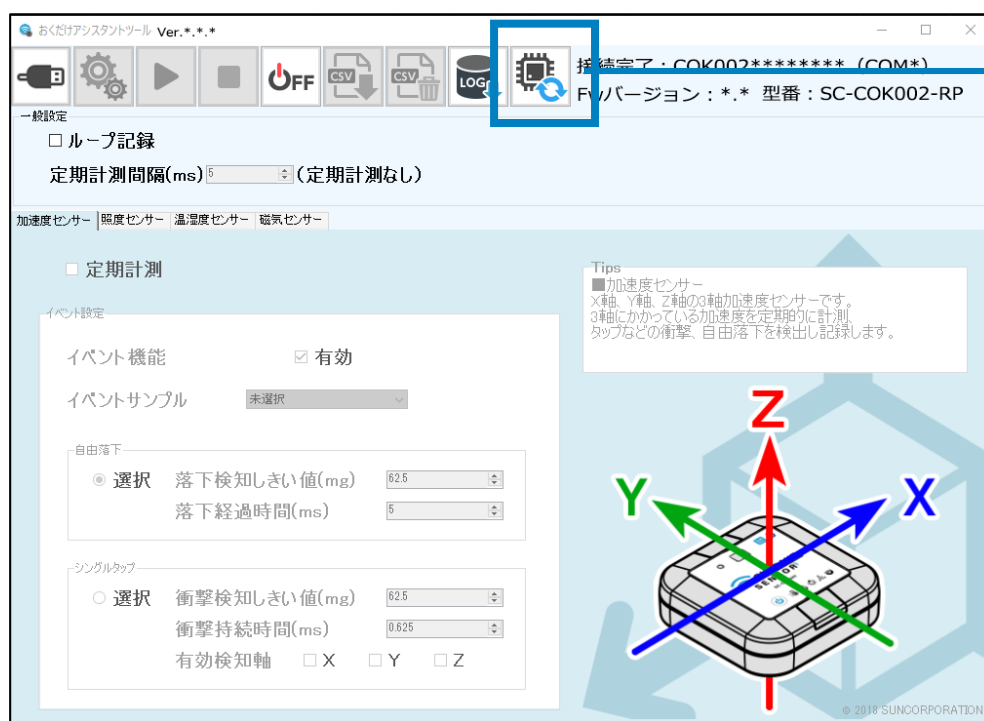 おくだけアシスタントツール Ver.*.*.*
OFF CSV CSV LOG
接続完了：COK002********* (COM*)
FWバージョン：*.* 型番：SC-COK002-RP
一般設定
ループ記録
定期計測間隔(ms) 5 (定期計測なし)
加速度センサー 照度センサー 温湿度センサー 磁気センサー
定期計測
イベント設定
イベント機能 有効
イベントサンプル 未選択
自由落下
選択 落下検知しきい値(mg) 62.5
落下経過時間(ms) 5
シングルタップ
選択 衝撃検知しきい値(mg) 62.5
衝撃持続時間(ms) 0.625
有効検知軸 X Y Z
Tips
■加速度センサー
X軸、Y軸、Z軸の3軸加速度センサーです。
3軸にかかっている加速度を定期的に計測、
タップなどの衝撃、自由落下を検出し記録します。
Z
Y X
© 2018 SUNCORPORATION